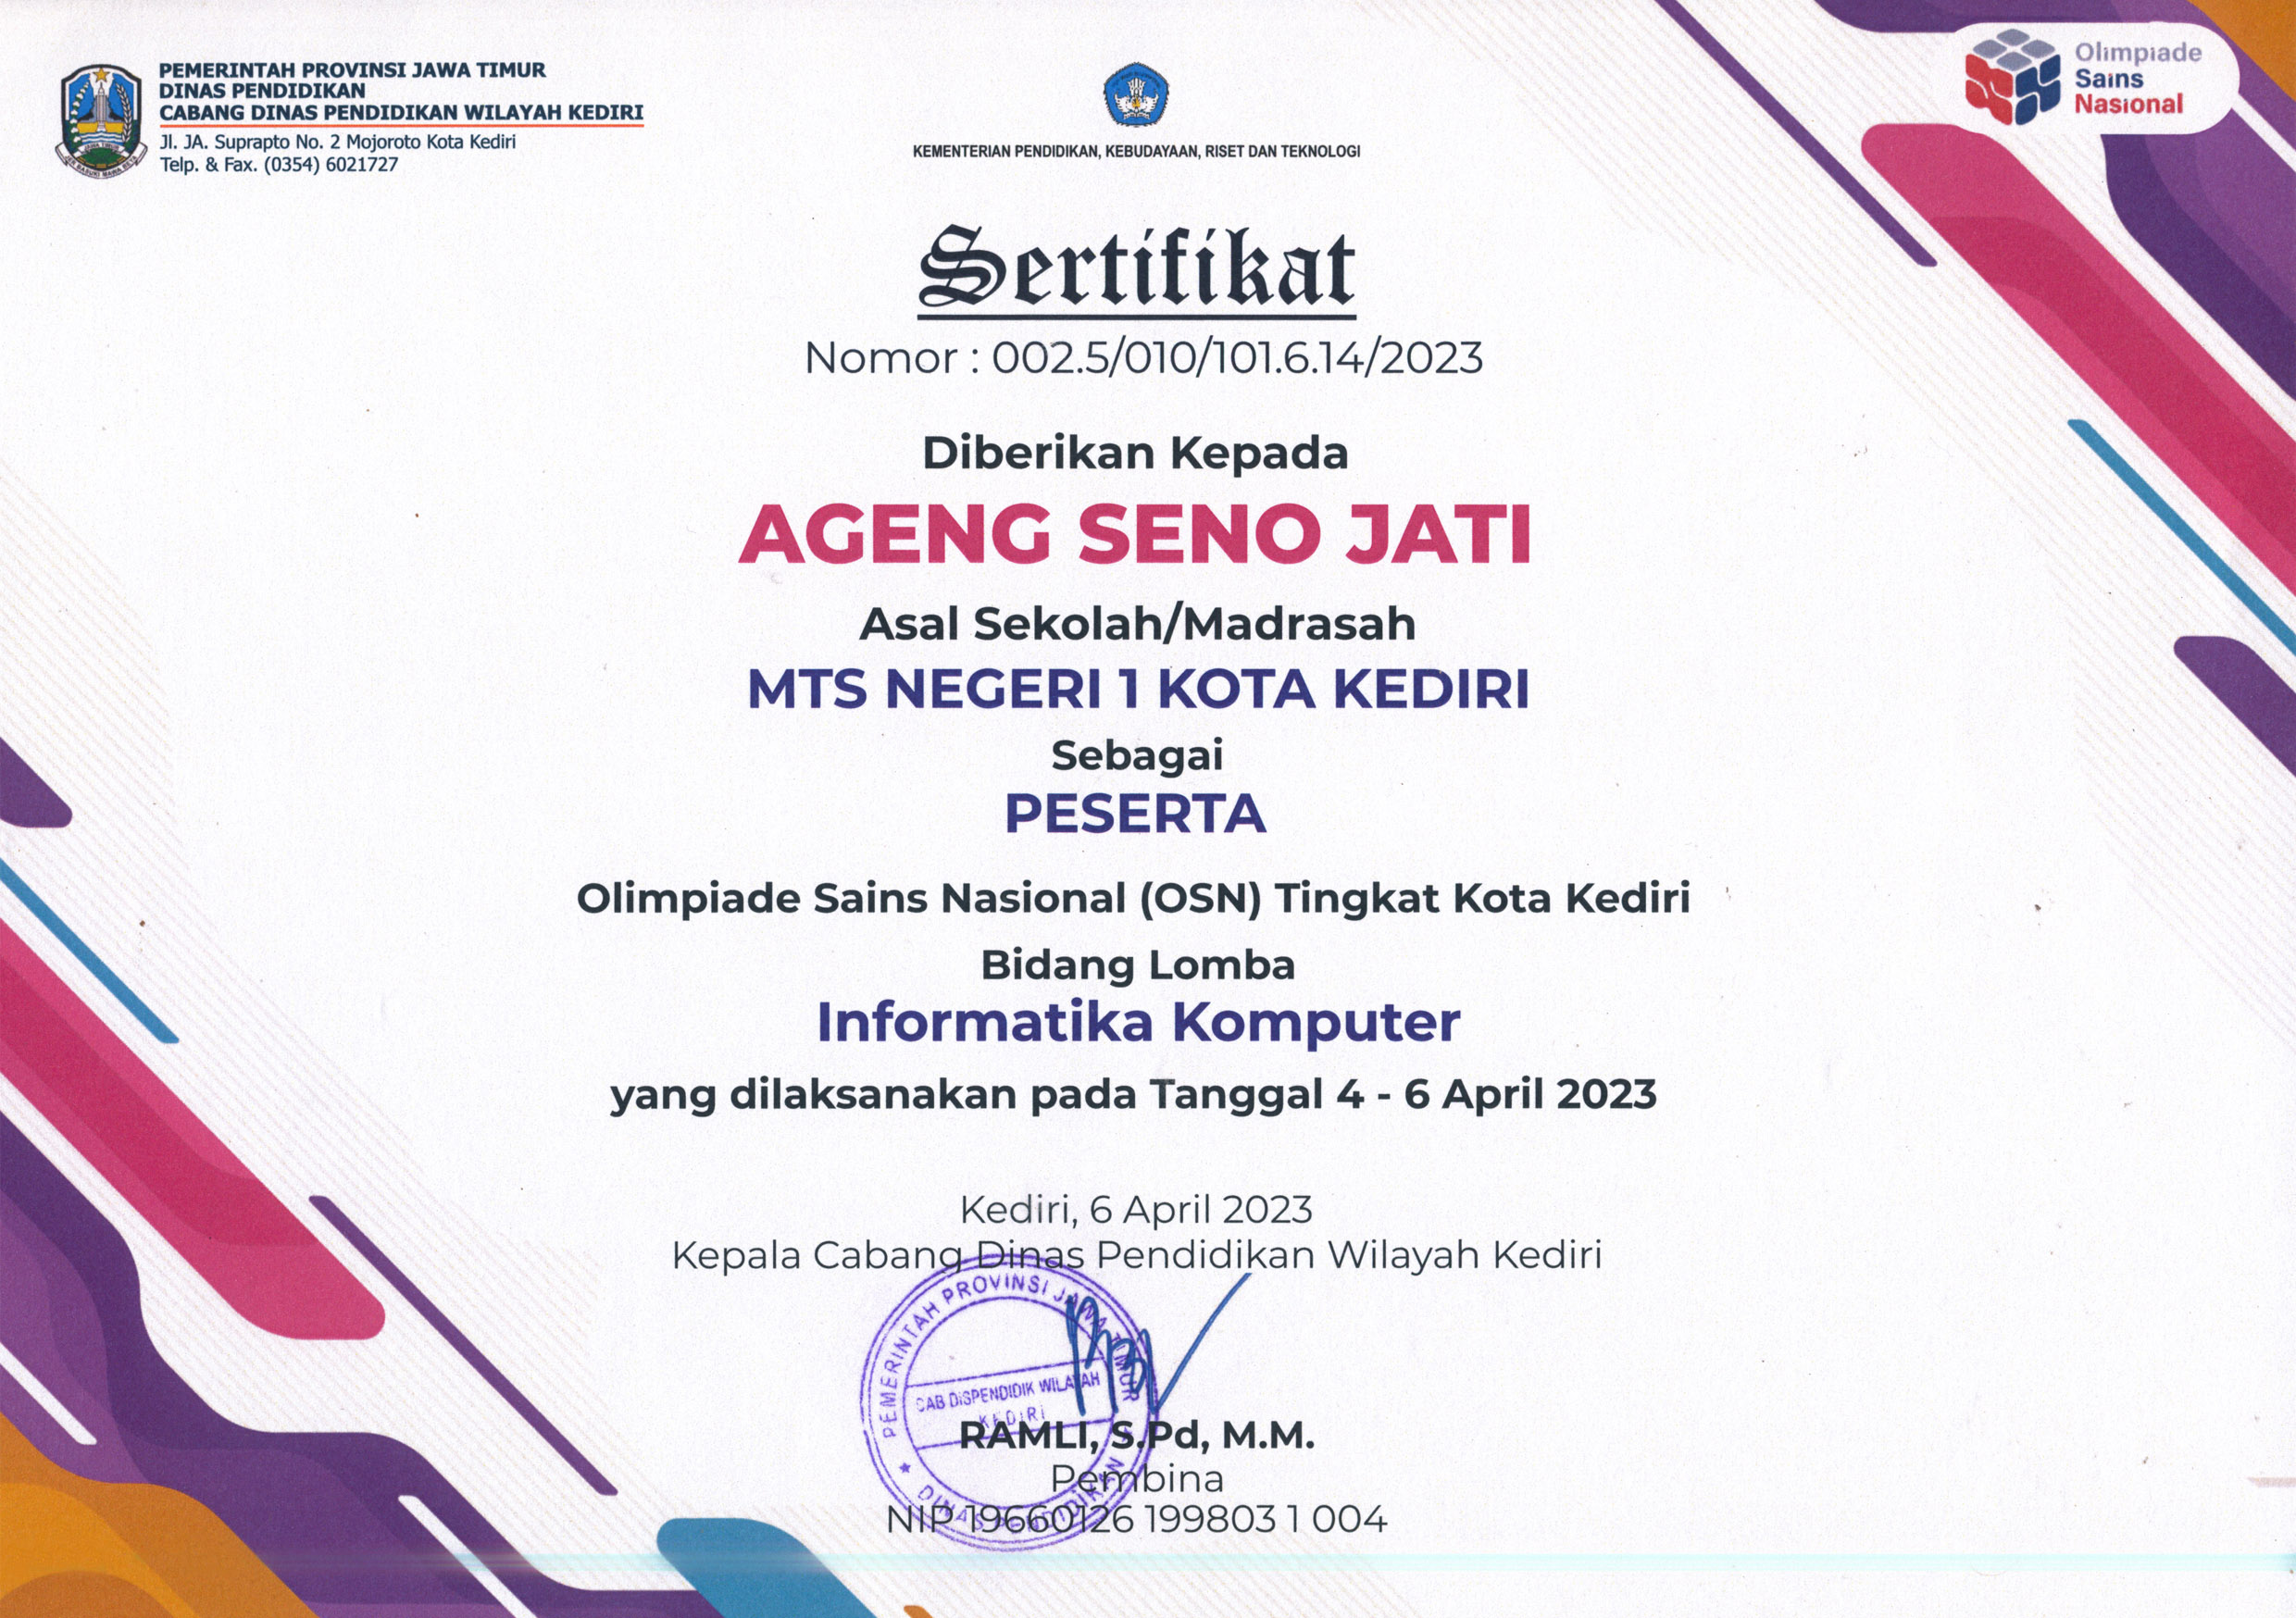 PEMERINTAH PROVINSI JAWA TIMUR
DINAS PENDIDIKAN
CABANG DINAS PENDIDIKAN WILAYAH KEDIRI
Jl. JA. Suprapto No. 2 Mojoroto Kota Kediri
Telp. & Fax. (0354) 6021727
KEMENTERIAN PENDIDIKAN, KEBUDAYAAN, RISET DAN TEKNOLOGI
Olimpiade
Sains
Nasional
Sertifikat
Nomor : 002.5/010/101.6.14/2023
Diberikan Kepada
AGENG SENO JATI
Asal Sekolah/Madrasah
MTS NEGERI 1 KOTA KEDIRI
Sebagai
PESERTA
Olimpiade Sains Nasional (OSN) Tingkat Kota Kediri
Bidang Lomba
Informatika Komputer
yang dilaksanakan pada Tanggal 4 - 6 April 2023
Kediri, 6 April 2023
Kepala Cabang Dinas Pendidikan Wilayah Kediri
PEMERINTAH PROVINSI JAWA TIMUR
CAB DISPENDIDIK WILAYAH
KEDIRI
DINAS PENDIDIKAN
RAMLI, S.Pd, M.M.
Pembina
NIP 19660126 199803 1 004